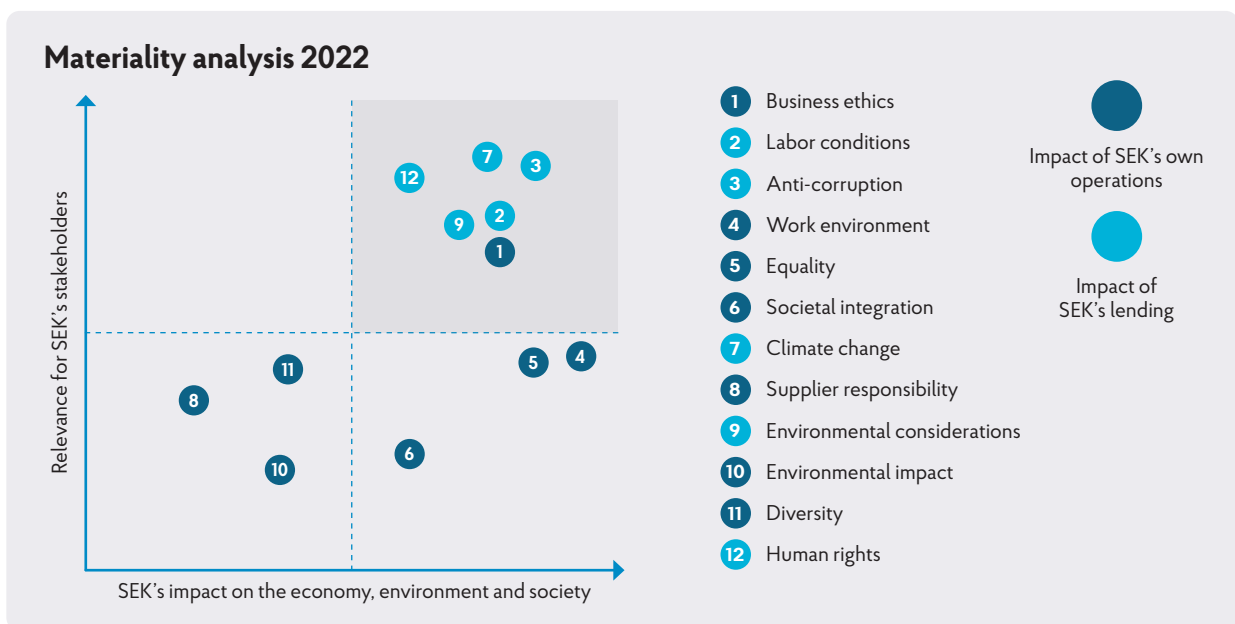 Materiality analysis 2022
Relevance for SEK's stakeholders
7
3
12
2
9
1
5
4
11
8
6
10
SEK's impact on the economy, environment and society
1 Business ethics
2 Labor conditions
3 Anti-corruption
4 Work environment
5 Equality
6 Societal integration
7 Climate change
8 Supplier responsibility
9 Environmental considerations
10 Environmental impact
11 Diversity
12 Human rights
Impact of SEK's own
operations
Impact of
SEK's lending